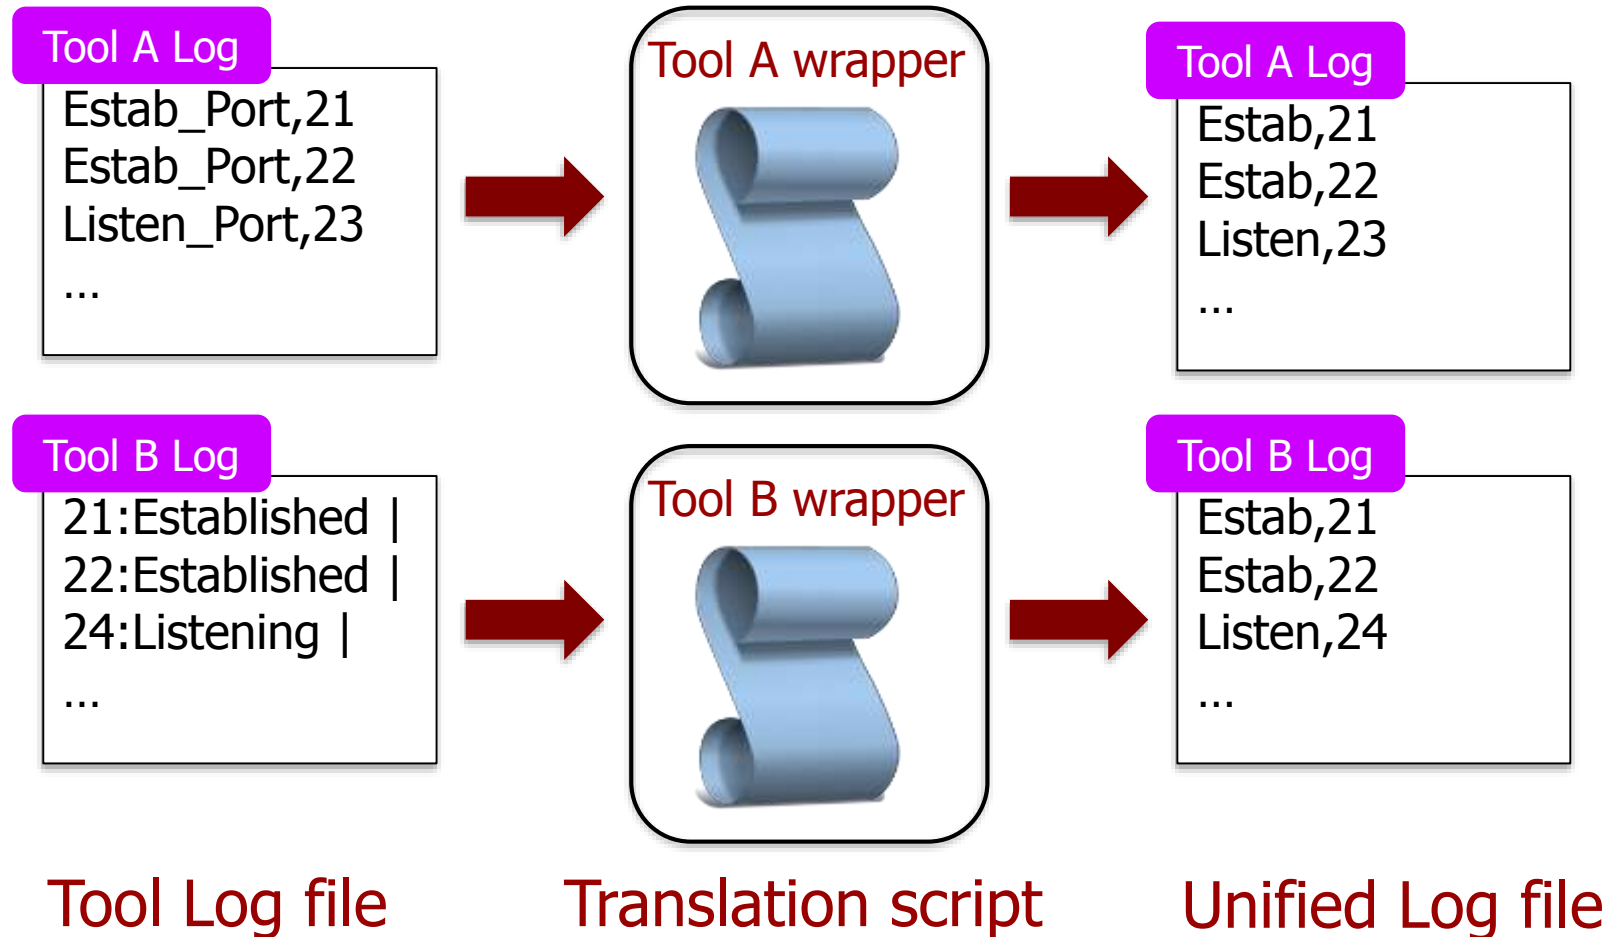 Tool A Log
Estab_Port,21
Estab_Port,22
Listen_Port,23
…
Tool A wrapper
Tool A Log
Estab,21
Estab,22
Listen,23
…
Tool B Log
21:Established |
22:Established |
24:Listening |
…
Tool B wrapper
Tool B Log
Estab,21
Estab,22
Listen,24
…
Tool Log file
Translation script
Unified Log file